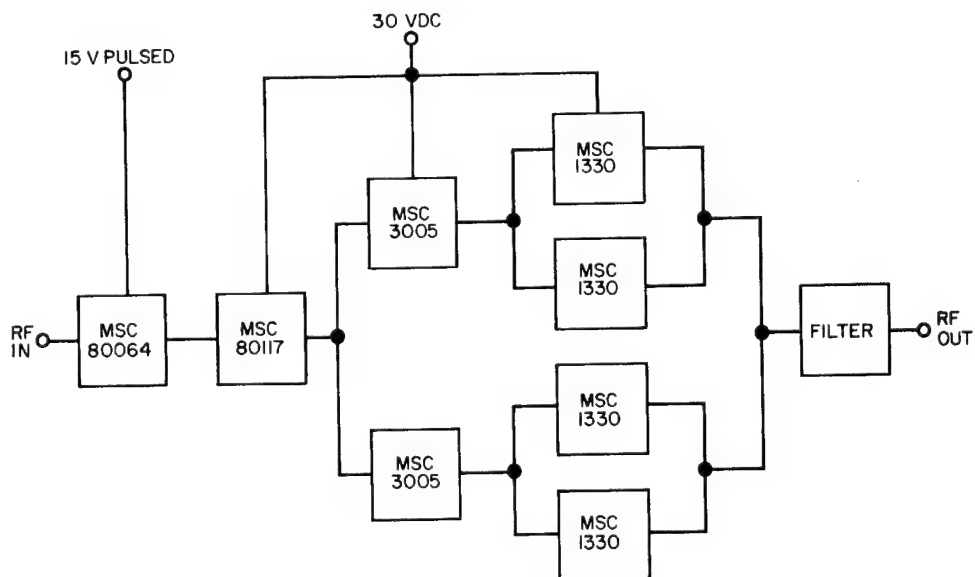 30 VDC
15 V PULSED
MSC
1330
MSC
3005
MSC
1330
RF
IN
MSC
80064
MSC
80117
FILTER
RF
OUT
MSC
1330
MSC
3005
MSC
1330